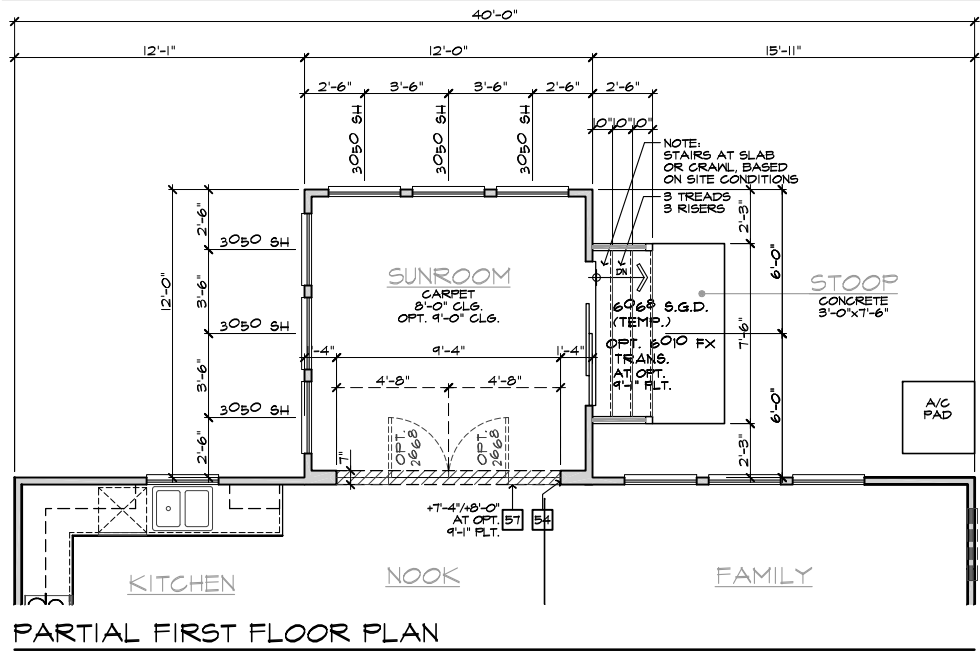 40'-0"
12'-1" 12'-0" 15'-11"
2'-6" 3'-6" 3'-6" 2'-6" 2'-6"
3050 SH
3050 SH
3050 SH
10" 10" 10"
NOTE:
STAIRS AT SLAB
OR CRAWL, BASED
ON SITE CONDITIONS
3 TREADS
3 RISERS
12'-0"
2'-6"
3'-6"
3'-6"
2'-6"
3050 SH
3050 SH
3050 SH
SUNROOM
CARPET
8'-0" CLG.
OPT. 9'-0" CLG.
DN
6068 S.G.D.
(TEMP.)
OPT. 6010 FX
TRANS.
AT OPT.
9'-1" PLT.
2'-3"
7'-6"
2'-3"
6'-0"
6'-0"
STOOP
CONCRETE
3'-0"x7'-6"
A/C
PAD
1'-4" 9'-4" 1'-4"
4'-8" 4'-8"
OPT.
2668
OPT.
2668
7"
+7'-4"/+8'-0"
AT OPT.
9'-1" PLT.
57 54
KITCHEN NOOK FAMILY
PARTIAL FIRST FLOOR PLAN